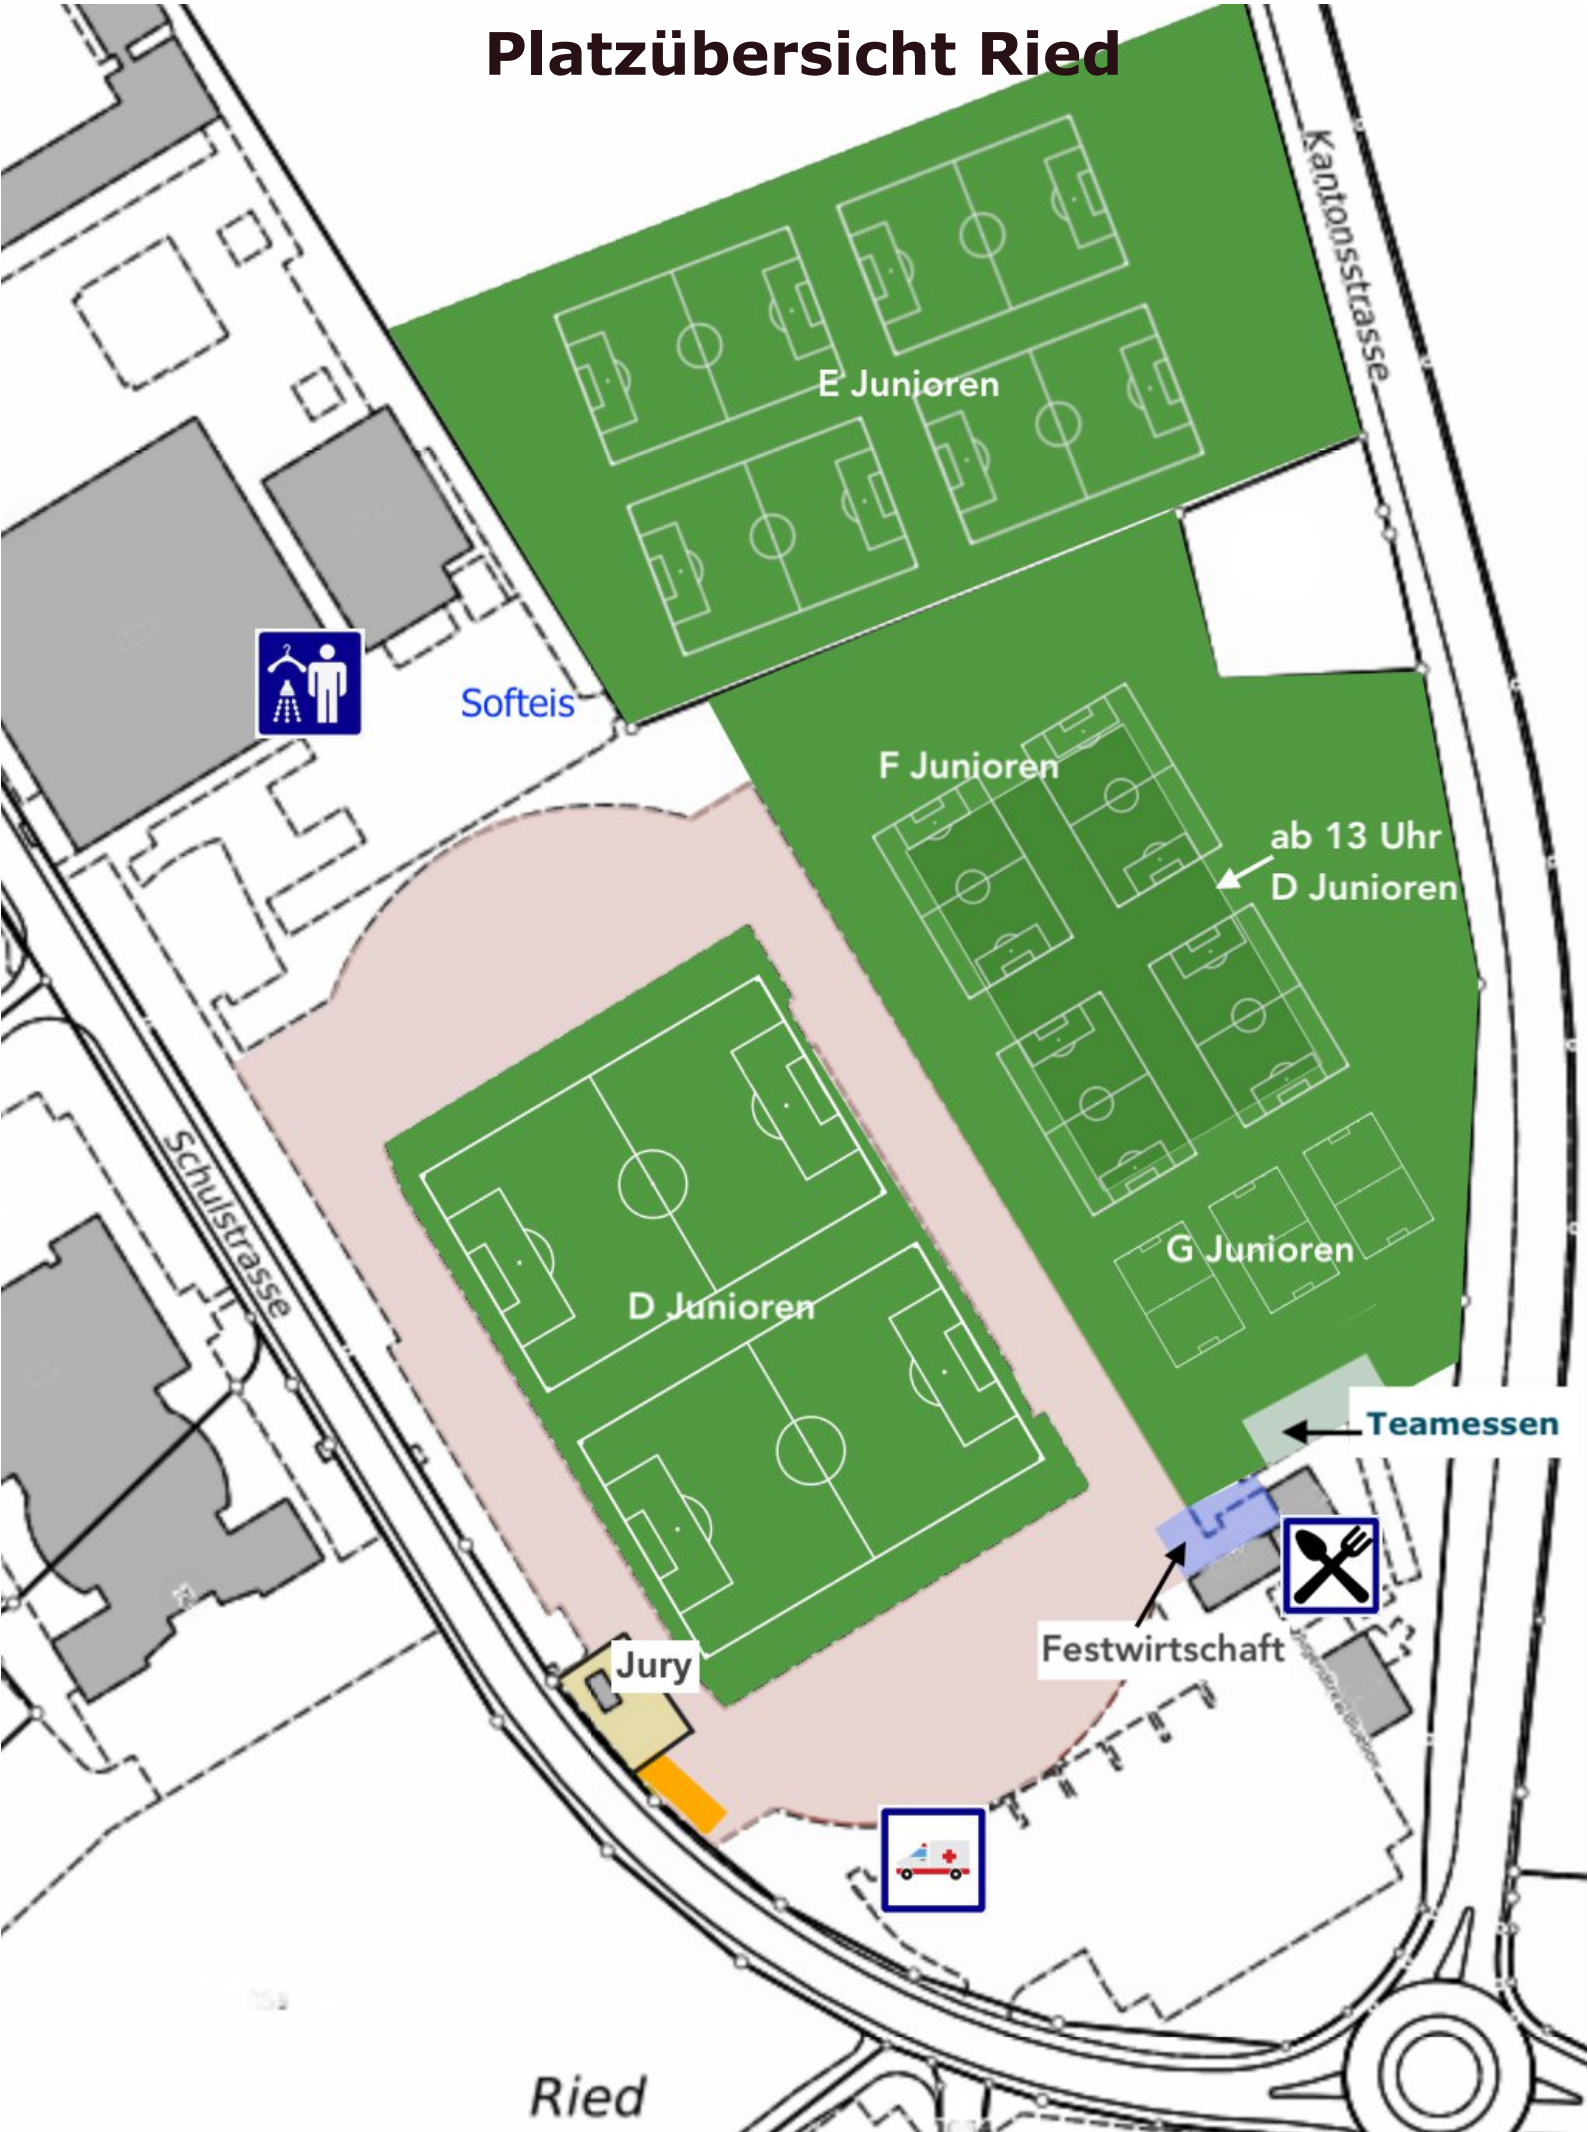 Platzübersicht Ried
Kantonsstrasse
E Junioren
Softeis
F Junioren
ab 13 Uhr
D Junioren
Schulstrasse
G Junioren
D Junioren
Teamessen
Festwirtschaft
Jury
Ried